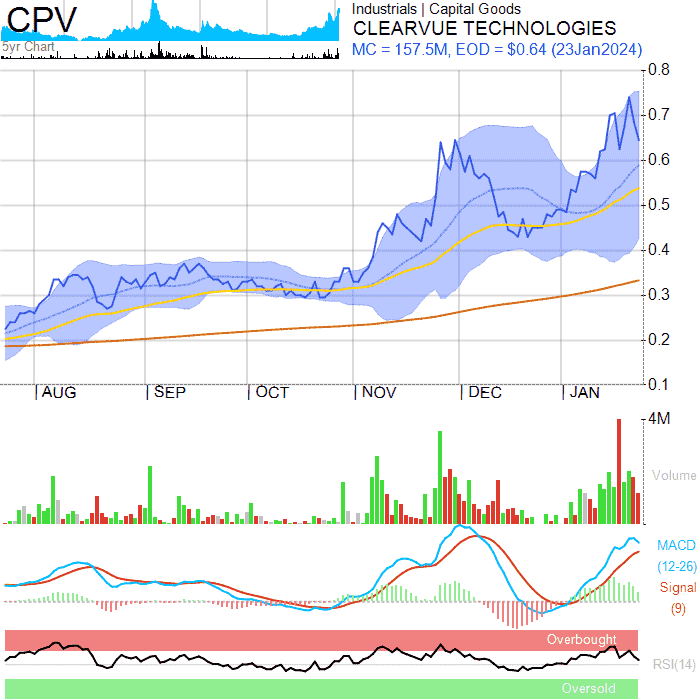 CPV
5yr Chart
Industrials | Capital Goods
CLEARVUE TECHNOLOGIES
MC = 157.5M, EOD = $0.64 (23Jan2024)
0.8
0.7
0.6
0.5
0.4
0.3
0.2
0.1
| AUG | SEP | OCT | NOV | DEC | JAN
4M
Volume
MACD
(12-26)
Signal
(9)
Overbought
RSI(14)
Oversold